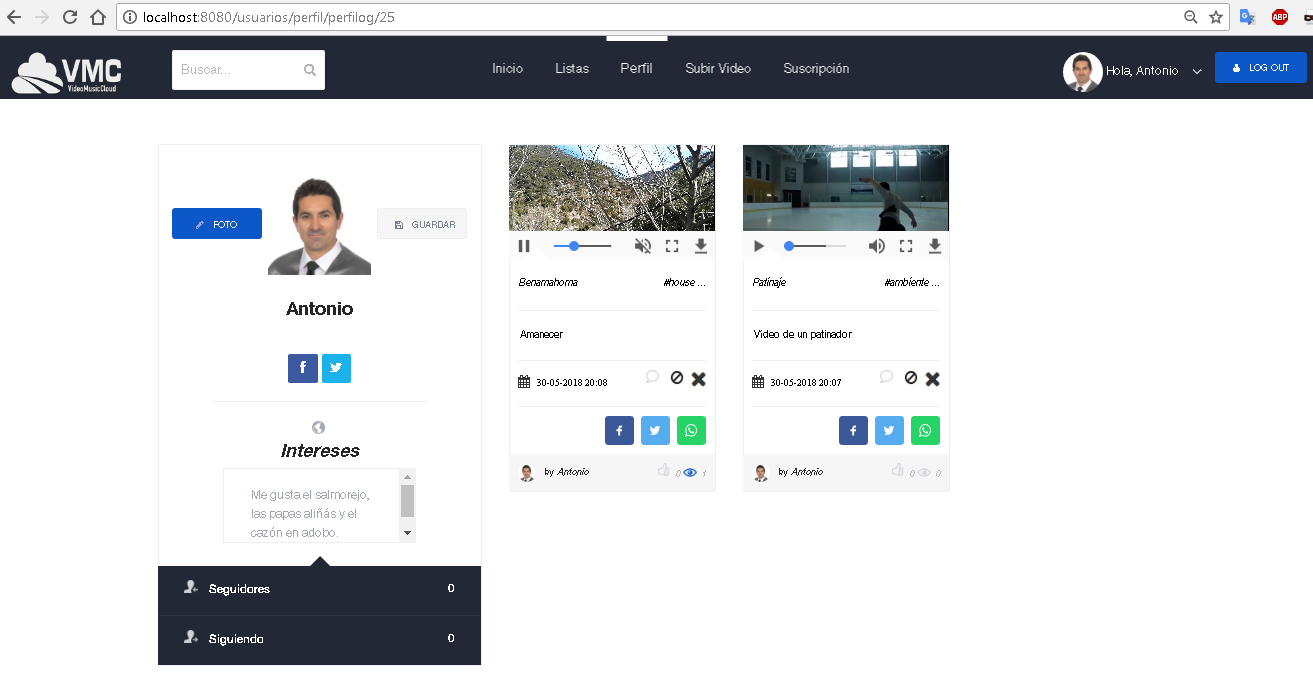 localhost:8080/usuarios/perfil/perfilog/25
ABP
VMC
VideoMusicCloud
Buscar...
Inicio
Listas
Perfil
Subir Video
Suscripción
Hola, Antonio
LOG OUT
FOTO
GUARDAR
Antonio
Intereses
Me gusta el salmorejo,
las papas aliñás y el
cazón en adobo.
Seguidores 0
Siguiendo 0
Benamahoma #house ...
Amanecer
30-05-2018 20:08
by Antonio 0 1
Patinaje #ambiente ...
Video de un patinador
30-05-2018 20:07
by Antonio 0 0